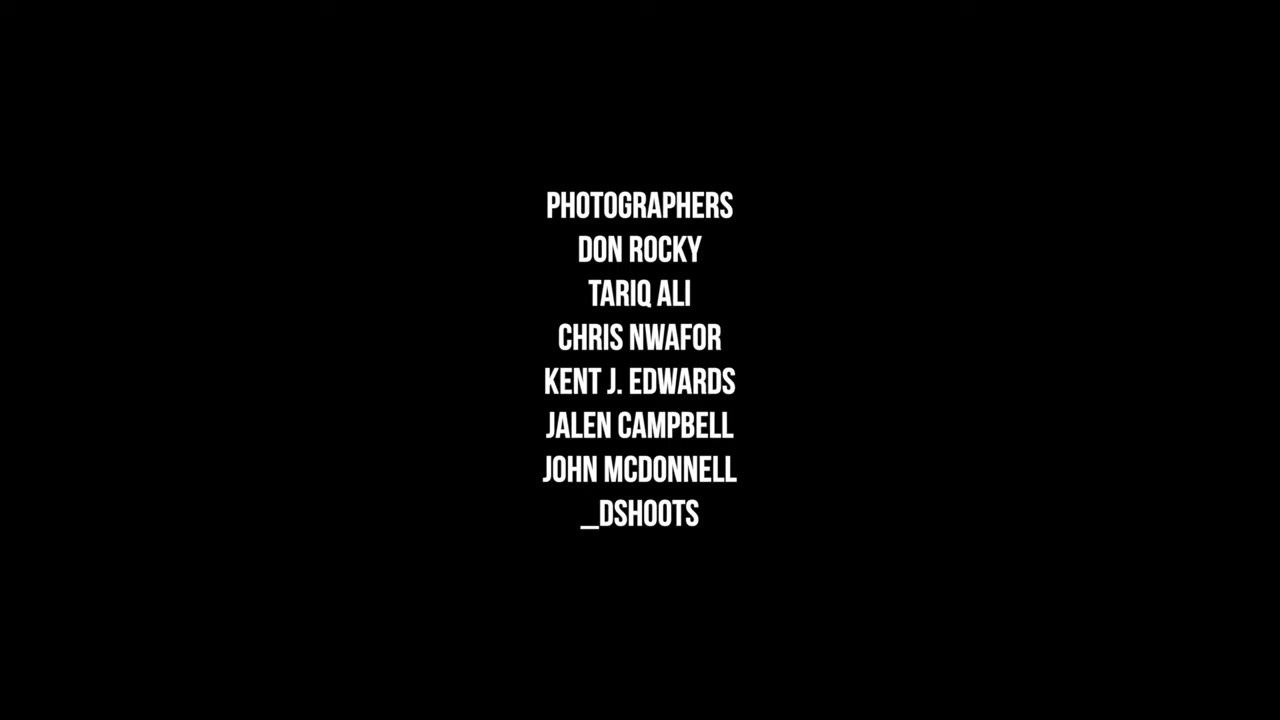 PHOTOGRAPHERS
DON ROCKY
TARIQ ALI
CHRIS NWAFOR
KENT J. EDWARDS
JALEN CAMPBELL
JOHN MCDONNELL
_DSHOOTS